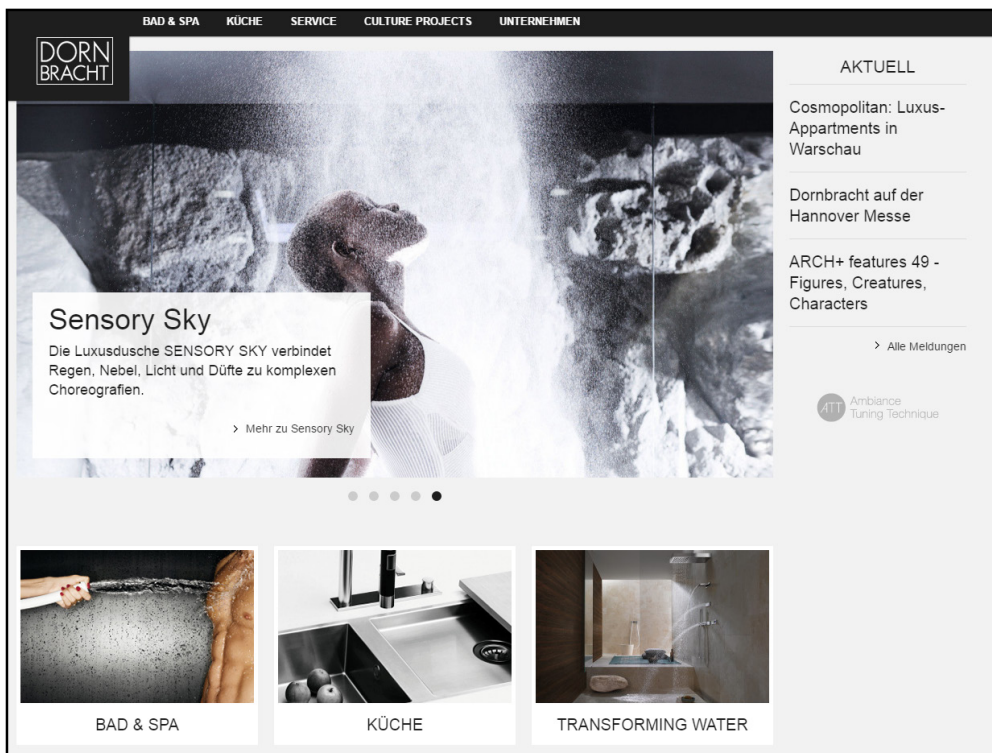 BAD & SPA KÜCHE SERVICE CULTURE PROJECTS UNTERNEHMEN
DORN
BRACHT
Sensory Sky
Die Luxusdusche SENSORY SKY verbindet
Regen, Nebel, Licht und Düfte zu komplexen
Choreografien.
> Mehr zu Sensory Sky
AKTUELL
Cosmopolitan: Luxus-
Appartments in
Warschau
Dornbracht auf der
Hannover Messe
ARCH+ features 49 -
Figures, Creatures,
Characters
> Alle Meldungen
ATT Ambiance
Tuning Technique
BAD & SPA
KÜCHE
TRANSFORMING WATER